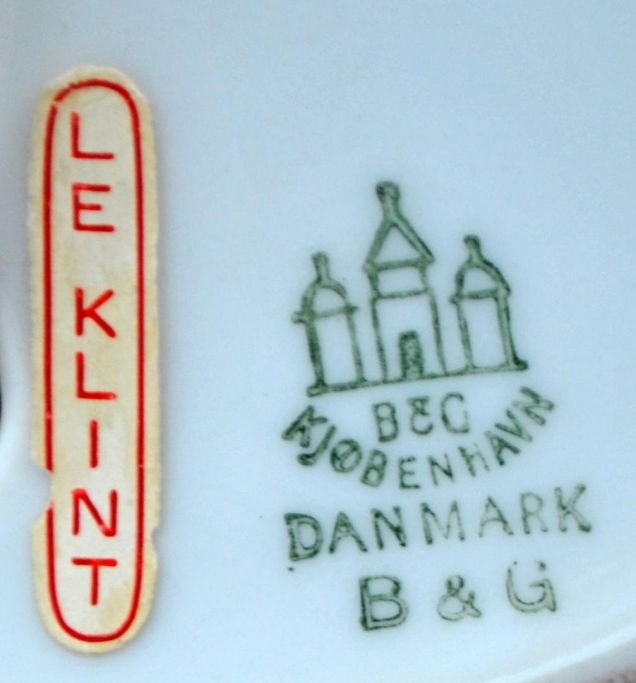 LE KLINT
B&G
KJØBENHAVN
DANMARK
B & G